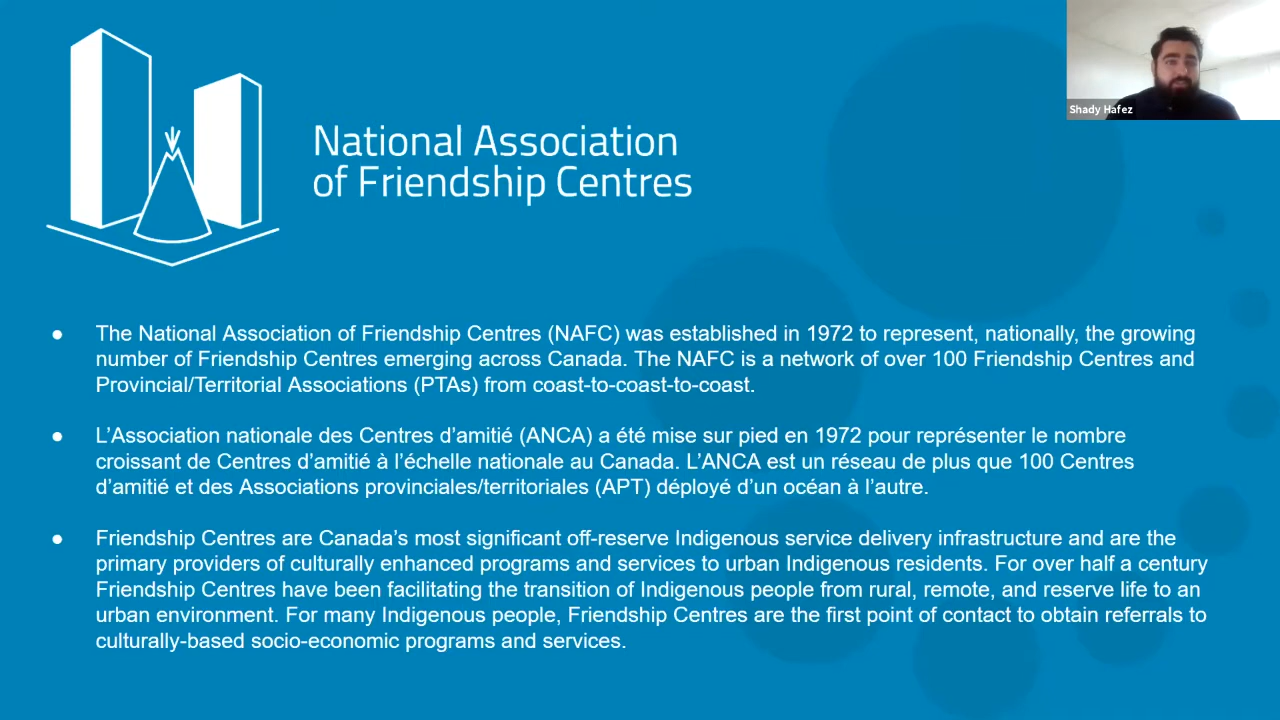 Shady Hafez
National Association
of Friendship Centres
● The National Association of Friendship Centres (NAFC) was established in 1972 to represent, nationally, the growing
number of Friendship Centres emerging across Canada. The NAFC is a network of over 100 Friendship Centres and
Provincial/Territorial Associations (PTAs) from coast-to-coast-to-coast.
● L’Association nationale des Centres d’amitié (ANCA) a été mise sur pied en 1972 pour représenter le nombre
croissant de Centres d’amitié à l’échelle nationale au Canada. L’ANCA est un réseau de plus que 100 Centres
d’amitié et des Associations provinciales/territoriales (APT) déployé d’un océan à l’autre.
● Friendship Centres are Canada’s most significant off-reserve Indigenous service delivery infrastructure and are the
primary providers of culturally enhanced programs and services to urban Indigenous residents. For over half a century
Friendship Centres have been facilitating the transition of Indigenous people from rural, remote, and reserve life to an
urban environment. For many Indigenous people, Friendship Centres are the first point of contact to obtain referrals to
culturally-based socio-economic programs and services.